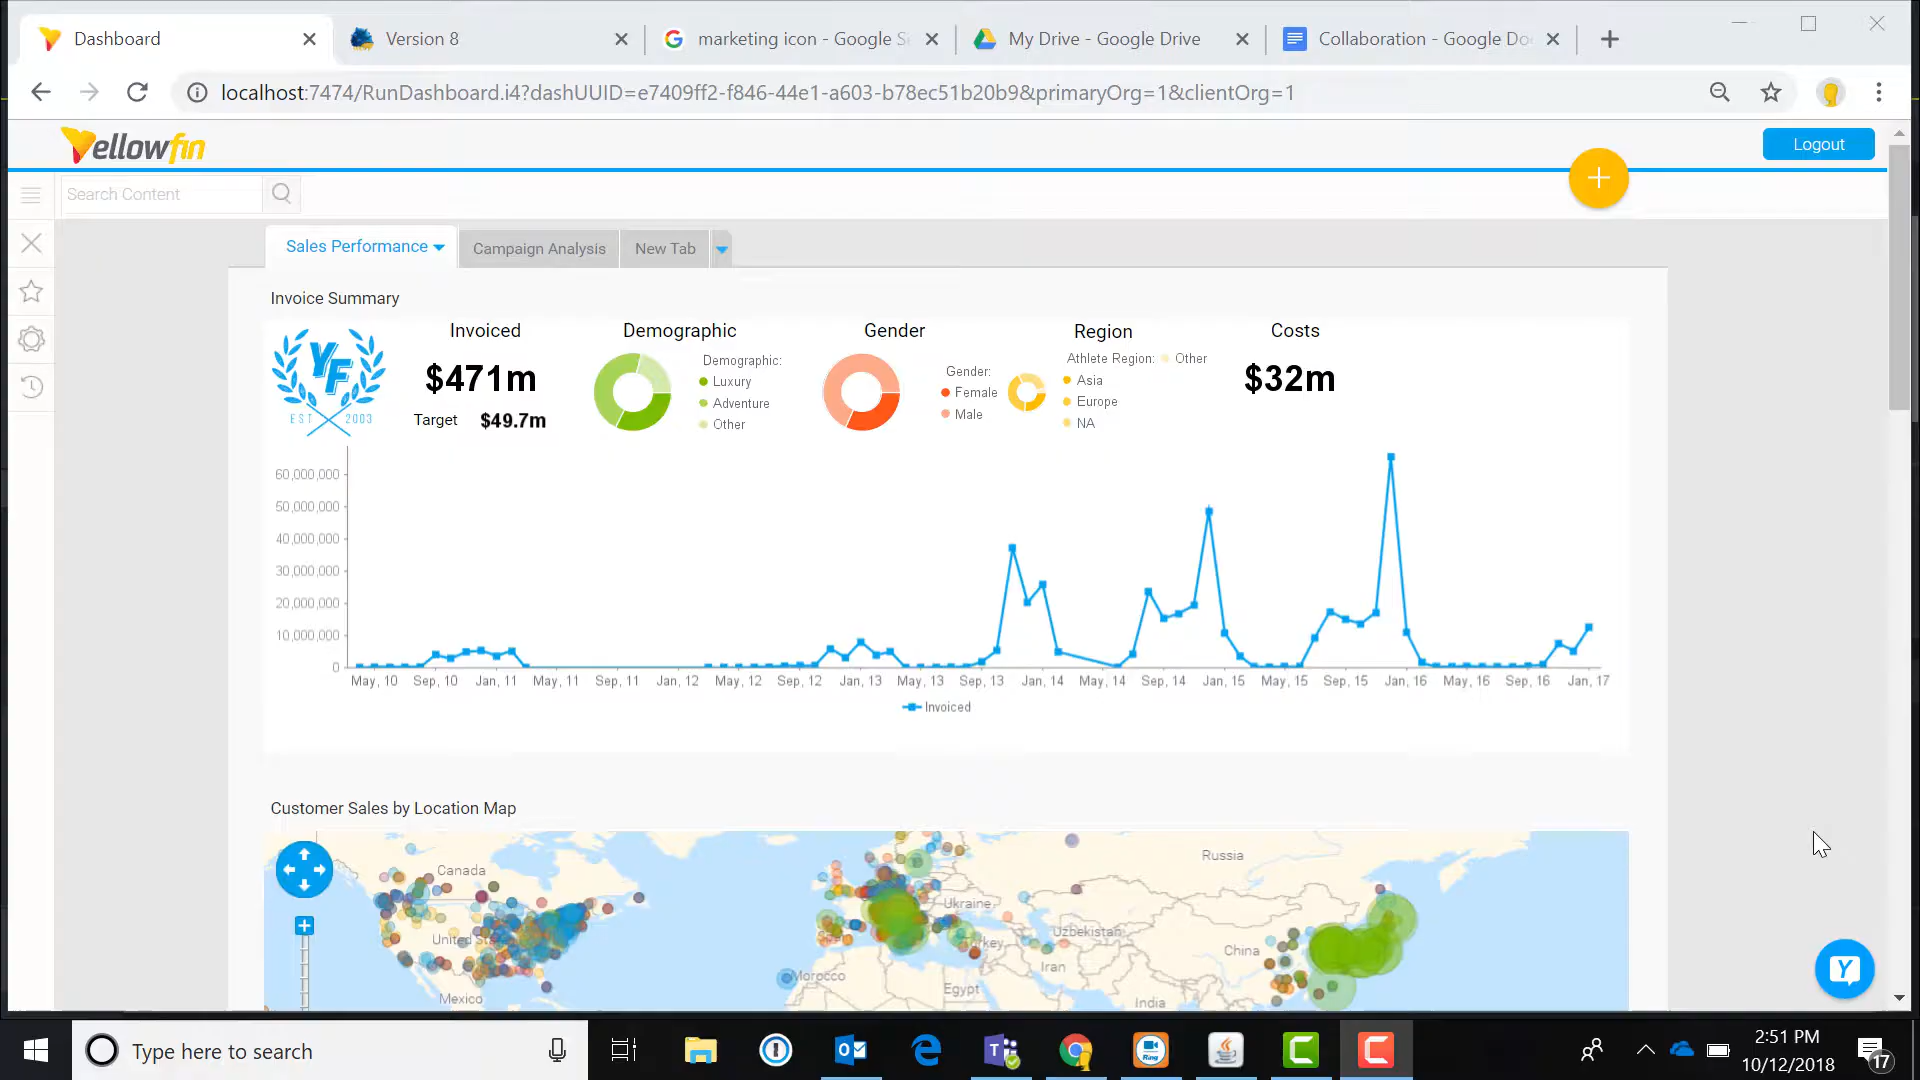 Dashboard
Version 8
marketing icon - Google Se
My Drive - Google Drive
Collaboration - Google Do
localhost:7474/RunDashboard.i4?dashUUID=e7409ff2-f846-44e1-a603-b78ec51b20b9&primaryOrg=1&clientOrg=1
Yellowfin
Logout
Search Content
Sales Performance
Campaign Analysis
New Tab
Invoice Summary
YF
EST 2003
Invoiced
$471m
Target $49.7m
Demographic
Demographic:
Luxury
Adventure
Other
Gender
Gender:
Female
Male
Region
Athlete Region: Other
Asia
Europe
NA
Costs
$32m
60,000,000
50,000,000
40,000,000
30,000,000
20,000,000
10,000,000
0
May, 10 Sep, 10 Jan, 11 May, 11 Sep, 11 Jan, 12 May, 12 Sep, 12 Jan, 13 May, 13 Sep, 13 Jan, 14 May, 14 Sep, 14 Jan, 15 May, 15 Sep, 15 Jan, 16 May, 16 Sep, 16 Jan, 17
Invoiced
Customer Sales by Location Map
Canada
Russia
Ukraine
United Sta
Uzbekistan
Turkey
China
Iran
Morocco
Egypt
Mexico
India
Y
Type here to search
Ring
2:51 PM
10/12/2018
17